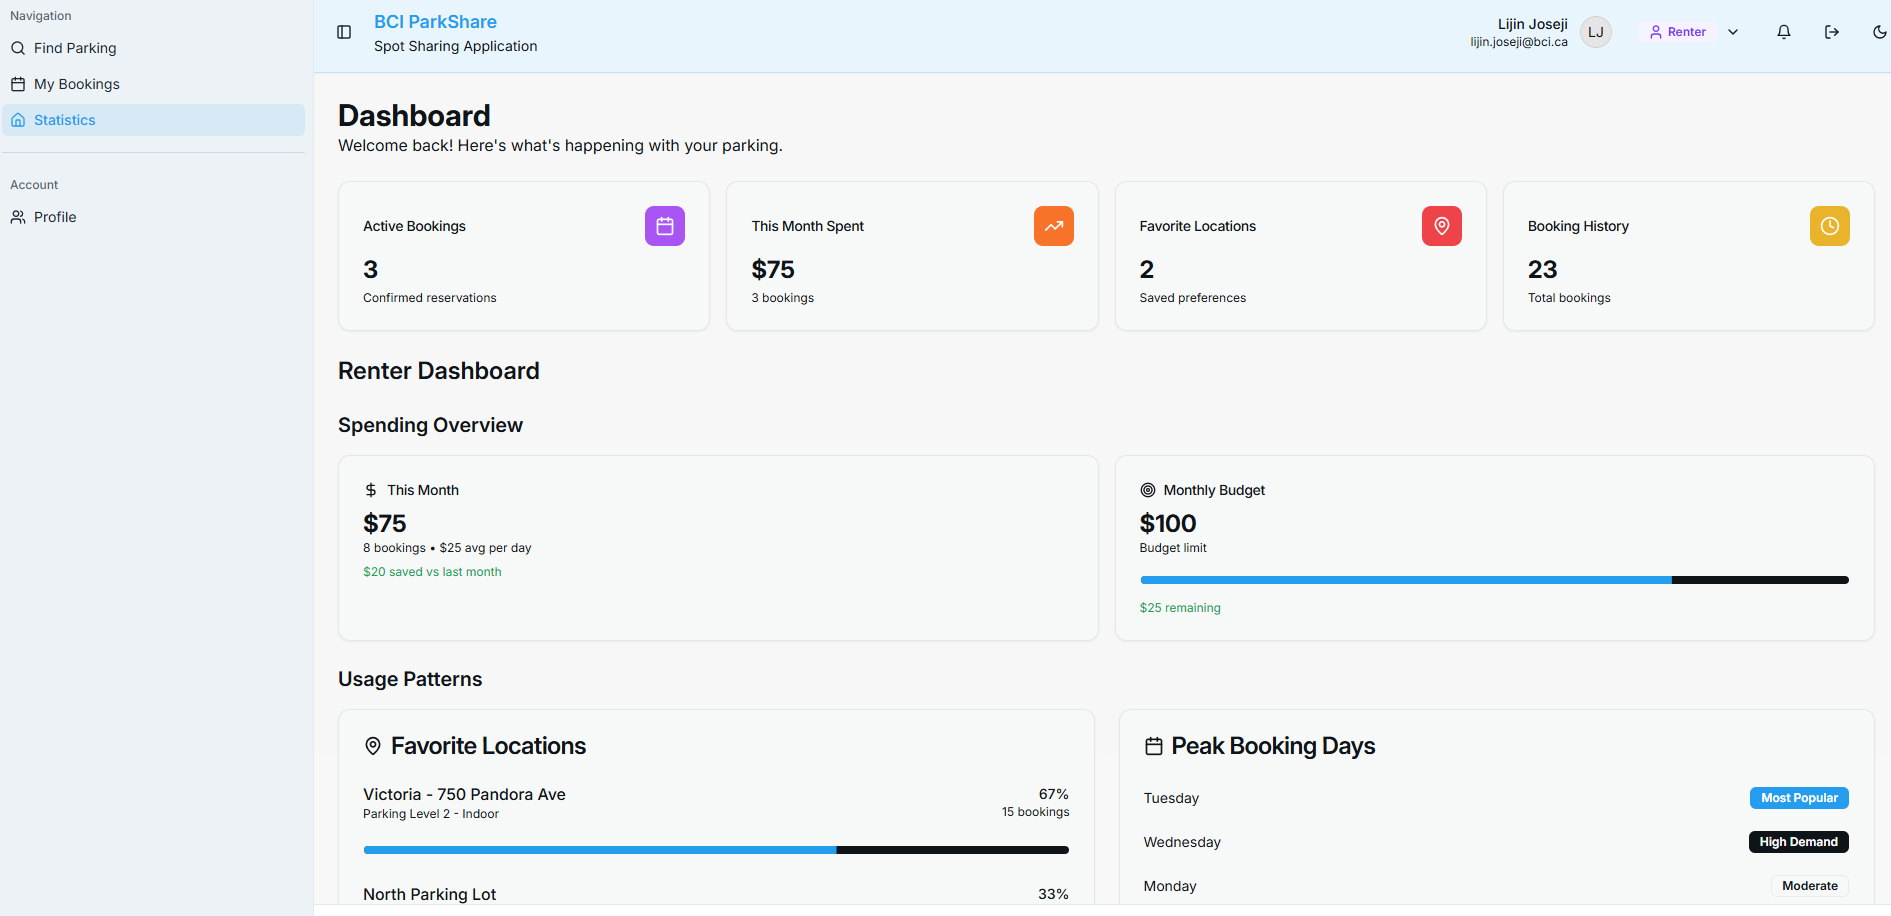 Navigation
Find Parking
My Bookings
Statistics
Account
Profile
BCI ParkShare
Spot Sharing Application
Lijin Joseji
lijin.joseji@bci.ca
LJ
Renter
Dashboard
Welcome back! Here's what's happening with your parking.
Active Bookings
3
Confirmed reservations
This Month Spent
$75
3 bookings
Favorite Locations
2
Saved preferences
Booking History
23
Total bookings
Renter Dashboard
Spending Overview
This Month
$75
8 bookings • $25 avg per day
$20 saved vs last month
Monthly Budget
$100
Budget limit
$25 remaining
Usage Patterns
Favorite Locations
Victoria - 750 Pandora Ave
67%
Parking Level 2 - Indoor
15 bookings
North Parking Lot
33%
Peak Booking Days
Tuesday
Most Popular
Wednesday
High Demand
Monday
Moderate